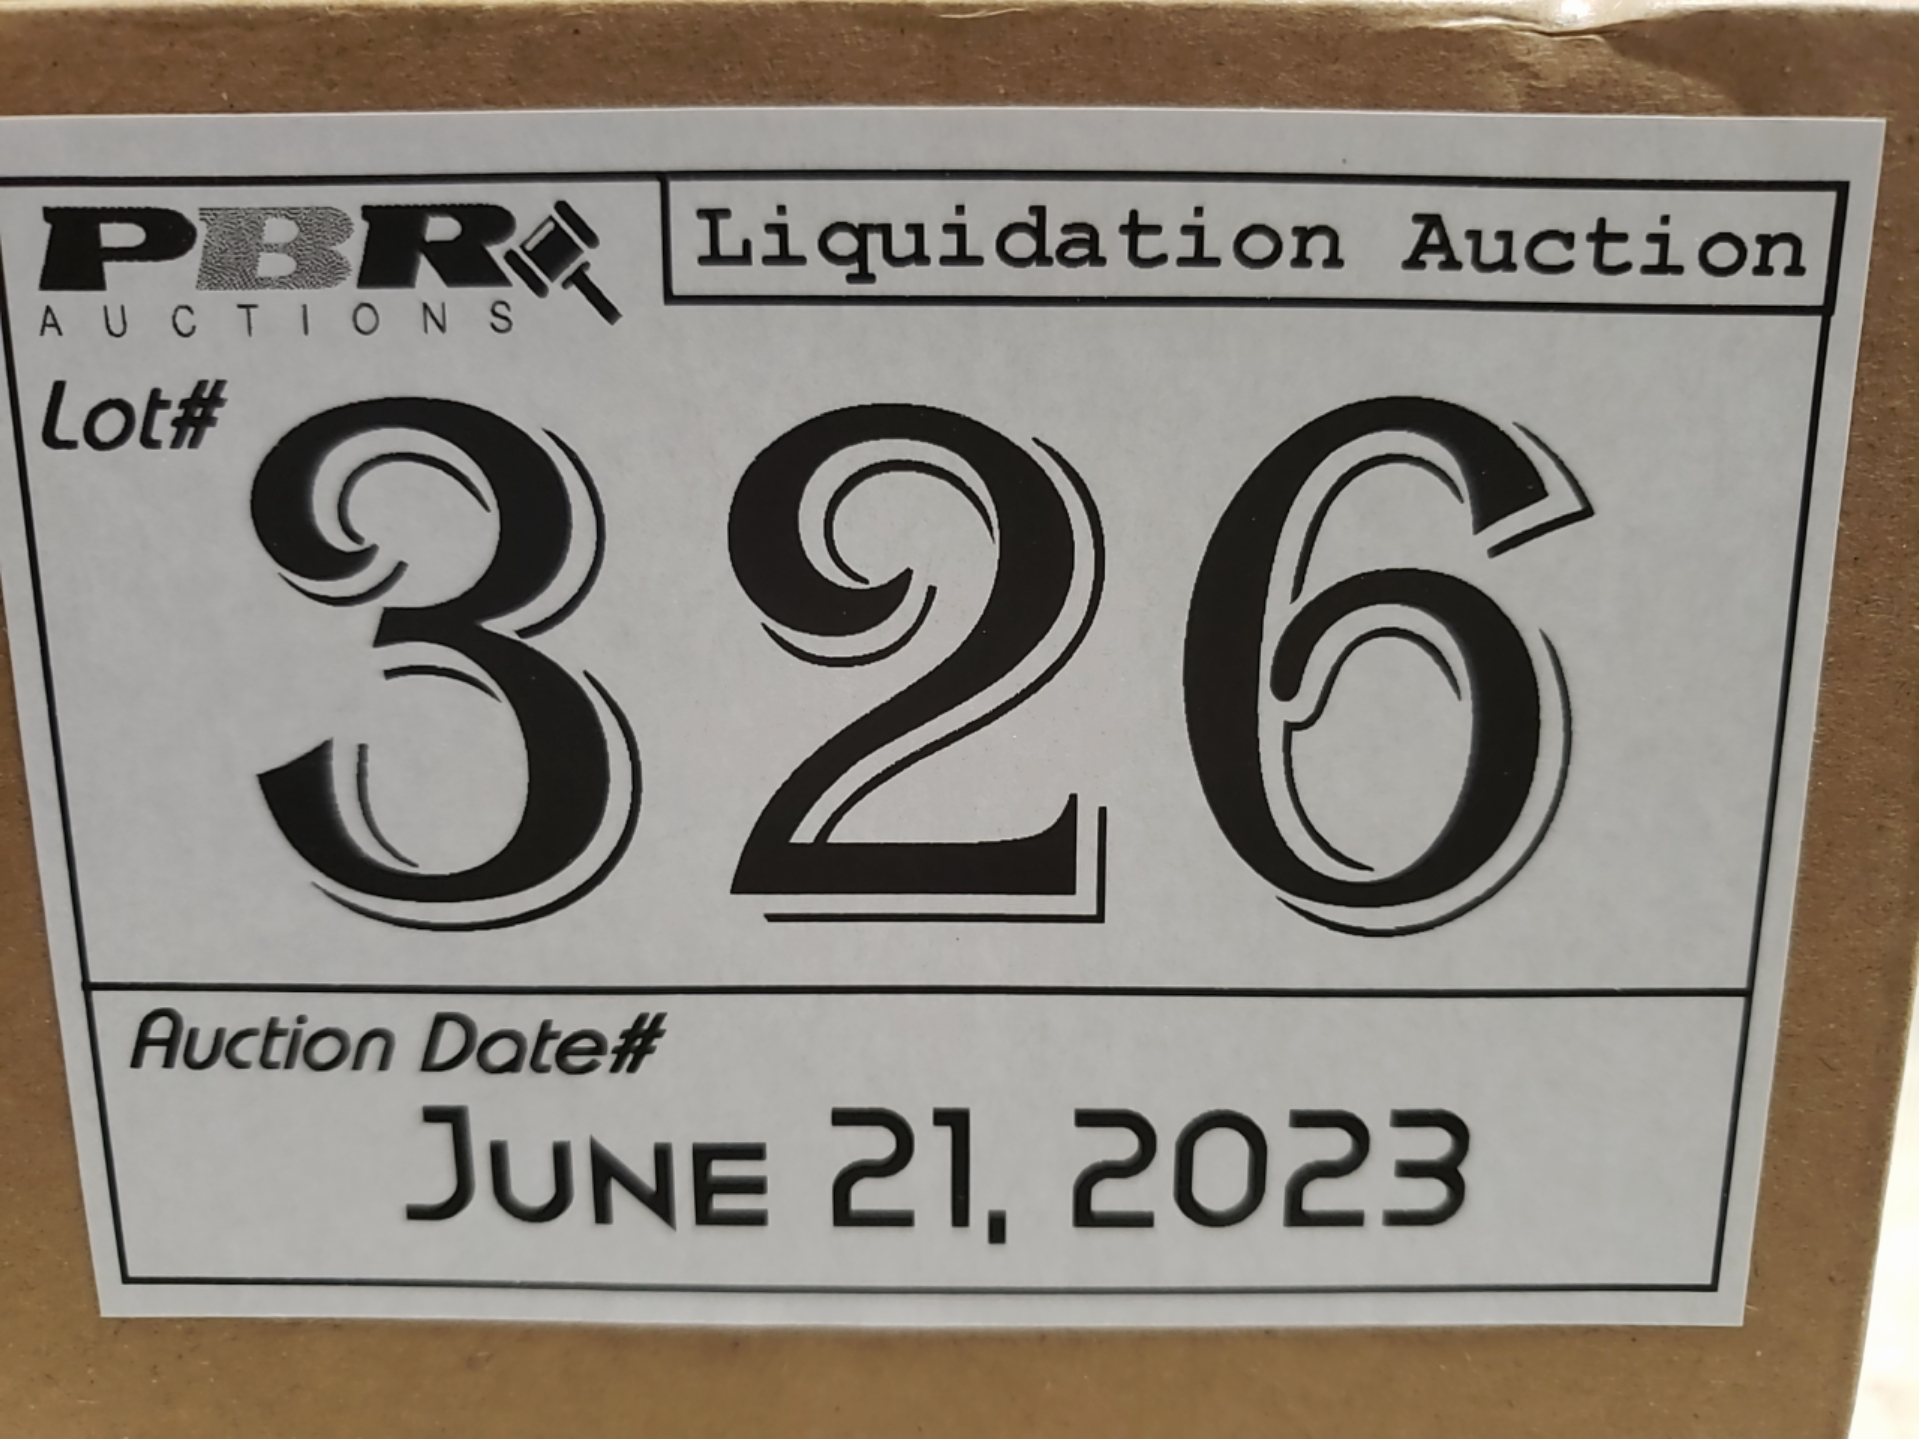 PBR
AUCTIONS
Liquidation Auction
Lot#
326
Auction Date#
JUNE 21, 2023